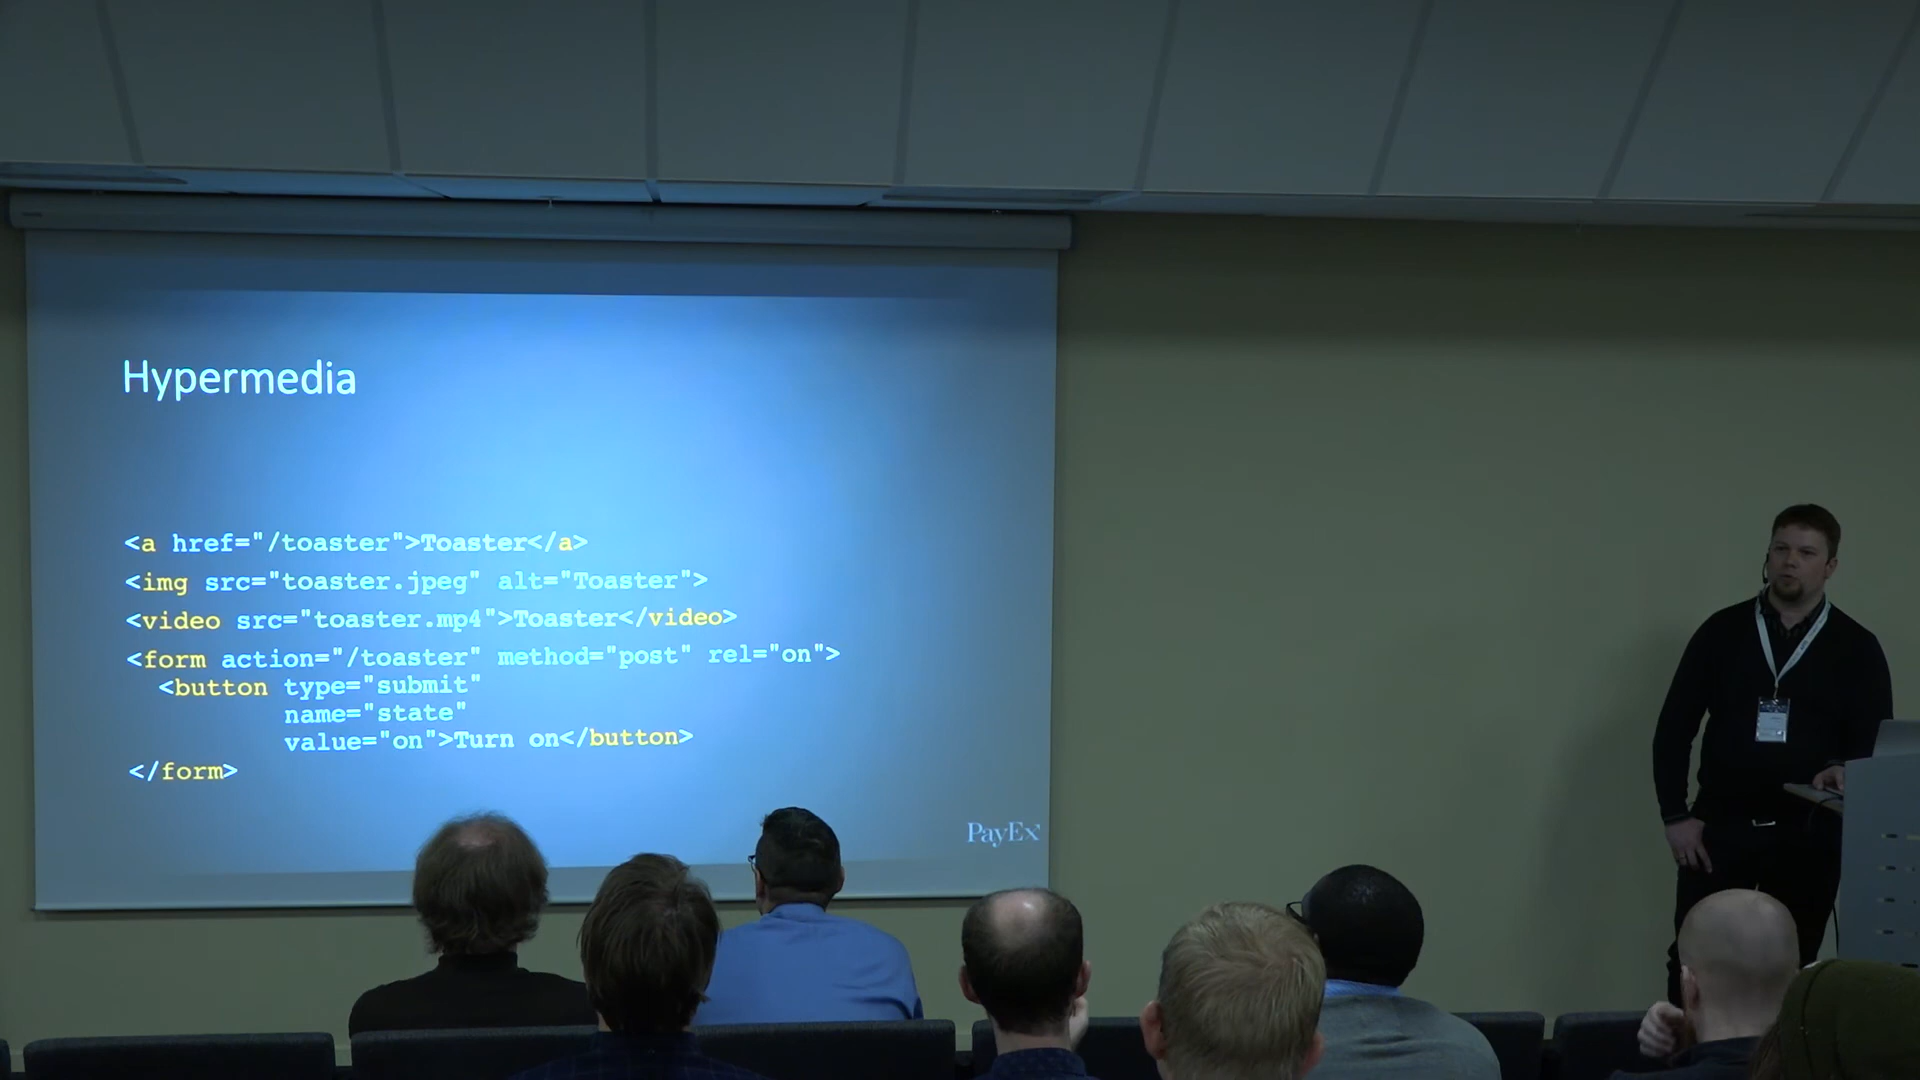 Hypermedia
<a href="/toaster">Toaster</a>
<img src="toaster.jpeg" alt="Toaster">
<video src="toaster.mp4">Toaster</video>
<form action="/toaster" method="post" rel="on">
<button type="submit"
name="state"
value="on">Turn on</button>
</form>
PayEx